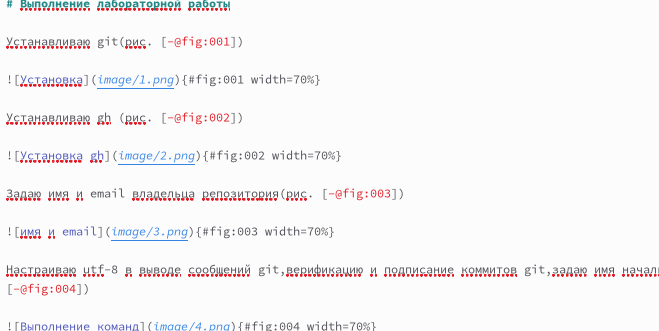 # Выполнение лабораторной работы
Устанавливаю git(рис. [-@fig:001])
![Установка](image/1.png){#fig:001 width=70%}
Устанавливаю gh (рис. [-@fig:002])
![Установка gh](image/2.png){#fig:002 width=70%}
Задаю имя и email владельца репозитория(рис. [-@fig:003])
![имя и email](image/3.png){#fig:003 width=70%}
Настраиваю utf-8 в выводе сообщений git,верификацию и подписание коммитов git,задаю имя
[-@fig:004])
![Выполнение команд](image/4.png){#fig:004 width=70%}